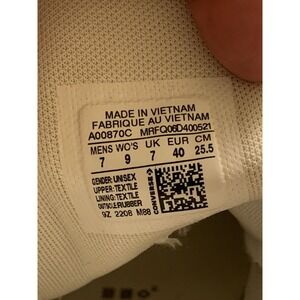 MADE IN VIETNAM
FABRIQUE AU VIETNAM
A00870C MRFQ06D400521
MENS WO'S UK EUR CM
7 9 7 40 25.5
GENDER: UNISEX
UPPER: TEXTILE
LINING: TEXTILE
OUTSOLE: RUBBER
9Z 2208 M88
CONVERSE